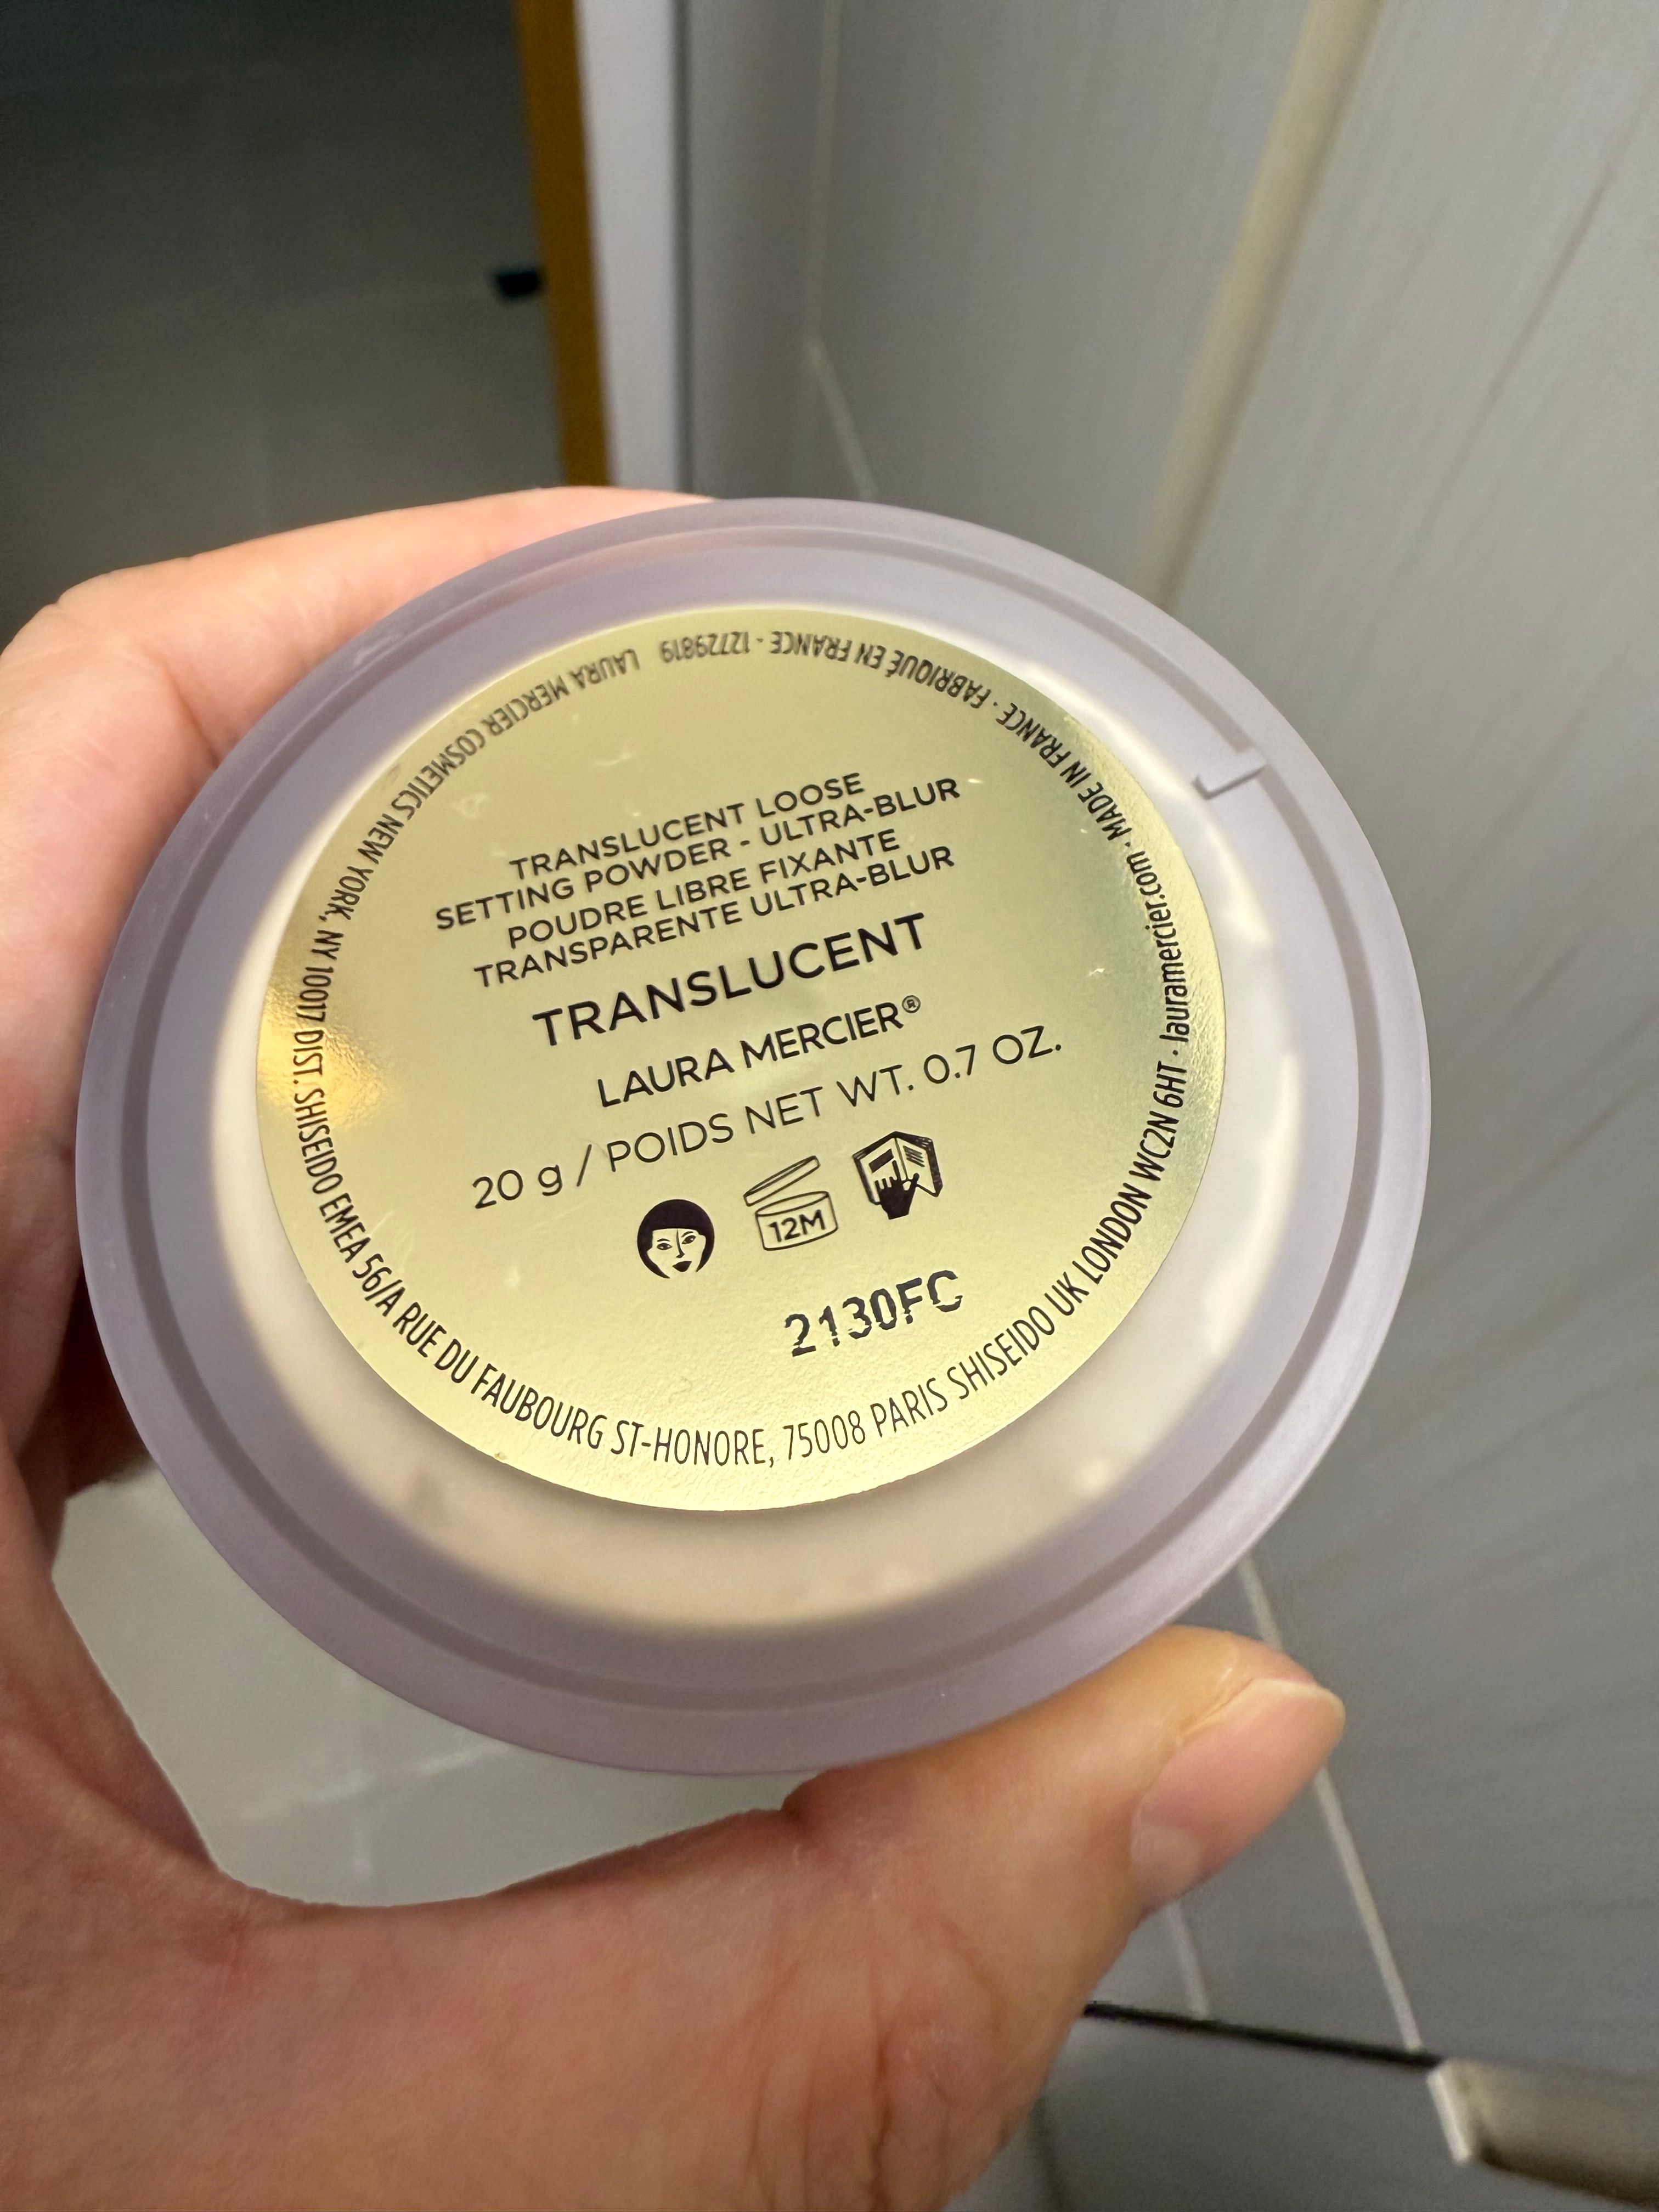 TRANSLUCENT LOOSE
SETTING POWDER - ULTRA-BLUR
POUDRE LIBRE FIXANTE
TRANSPARENTE ULTRA-BLUR
TRANSLUCENT
LAURA MERCIER®
20 g / POIDS NET WT. 0.7 OZ.
12M
2130FC
LAURA MERCIER COSMETICS NEW YORK, NY 10017 DIST. SHISEIDO EMEA 56/A RUE DU FAUBOURG ST-HONORE, 75008 PARIS SHISEIDO UK LONDON WC2N 6HT · lauramercier.com · MADE IN FRANCE · FABRIQUÉ EN FRANCE - 12729819